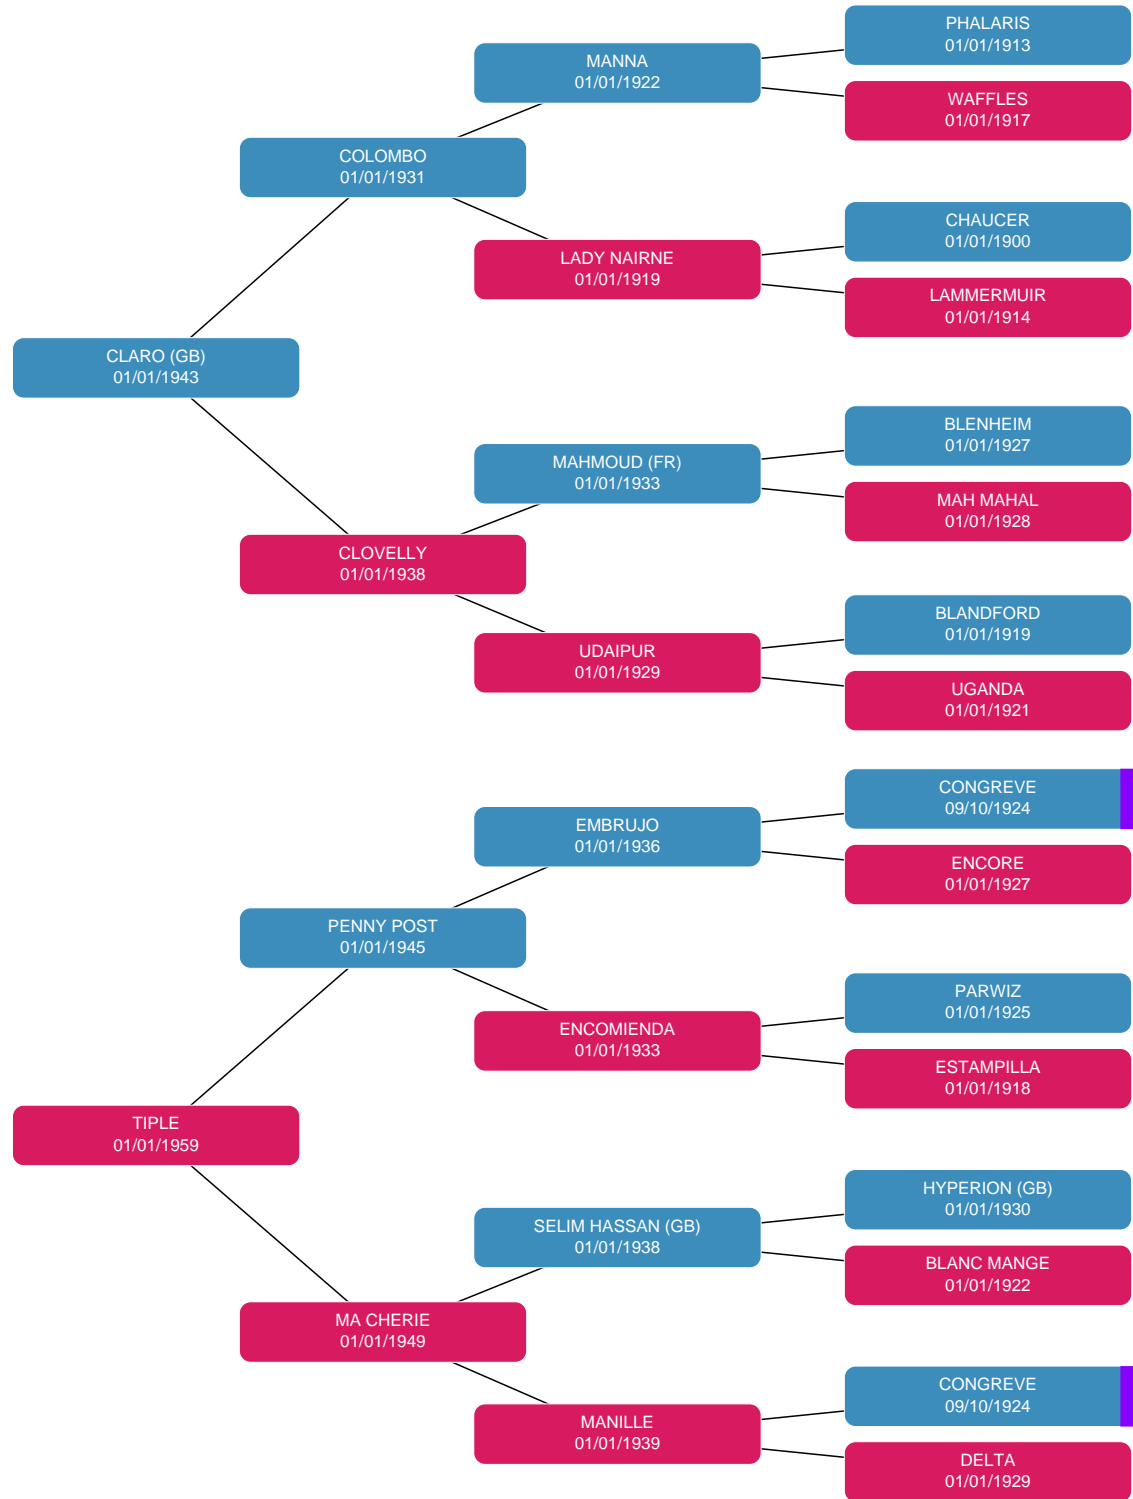 PHALARIS
01/01/1913
MANNA
01/01/1922
WAFFLES
01/01/1917
COLOMBO
01/01/1931
CHAUCER
01/01/1900
LADY NAIRNE
01/01/1919
LAMMERMUIR
01/01/1914
CLARO (GB)
01/01/1943
BLENHEIM
01/01/1927
MAHMOUD (FR)
01/01/1933
MAH MAHAL
01/01/1928
CLOVELLY
01/01/1938
BLANDFORD
01/01/1919
UDAIPUR
01/01/1929
UGANDA
01/01/1921
CONGREVE
09/10/1924
EMBRUJO
01/01/1936
ENCORE
01/01/1927
PENNY POST
01/01/1945
PARWIZ
01/01/1925
ENCOMIENDA
01/01/1933
ESTAMPILLA
01/01/1918
TIPLE
01/01/1959
HYPERION (GB)
01/01/1930
SELIM HASSAN (GB)
01/01/1938
BLANC MANGE
01/01/1922
MA CHERIE
01/01/1949
CONGREVE
09/10/1924
MANILLE
01/01/1939
DELTA
01/01/1929